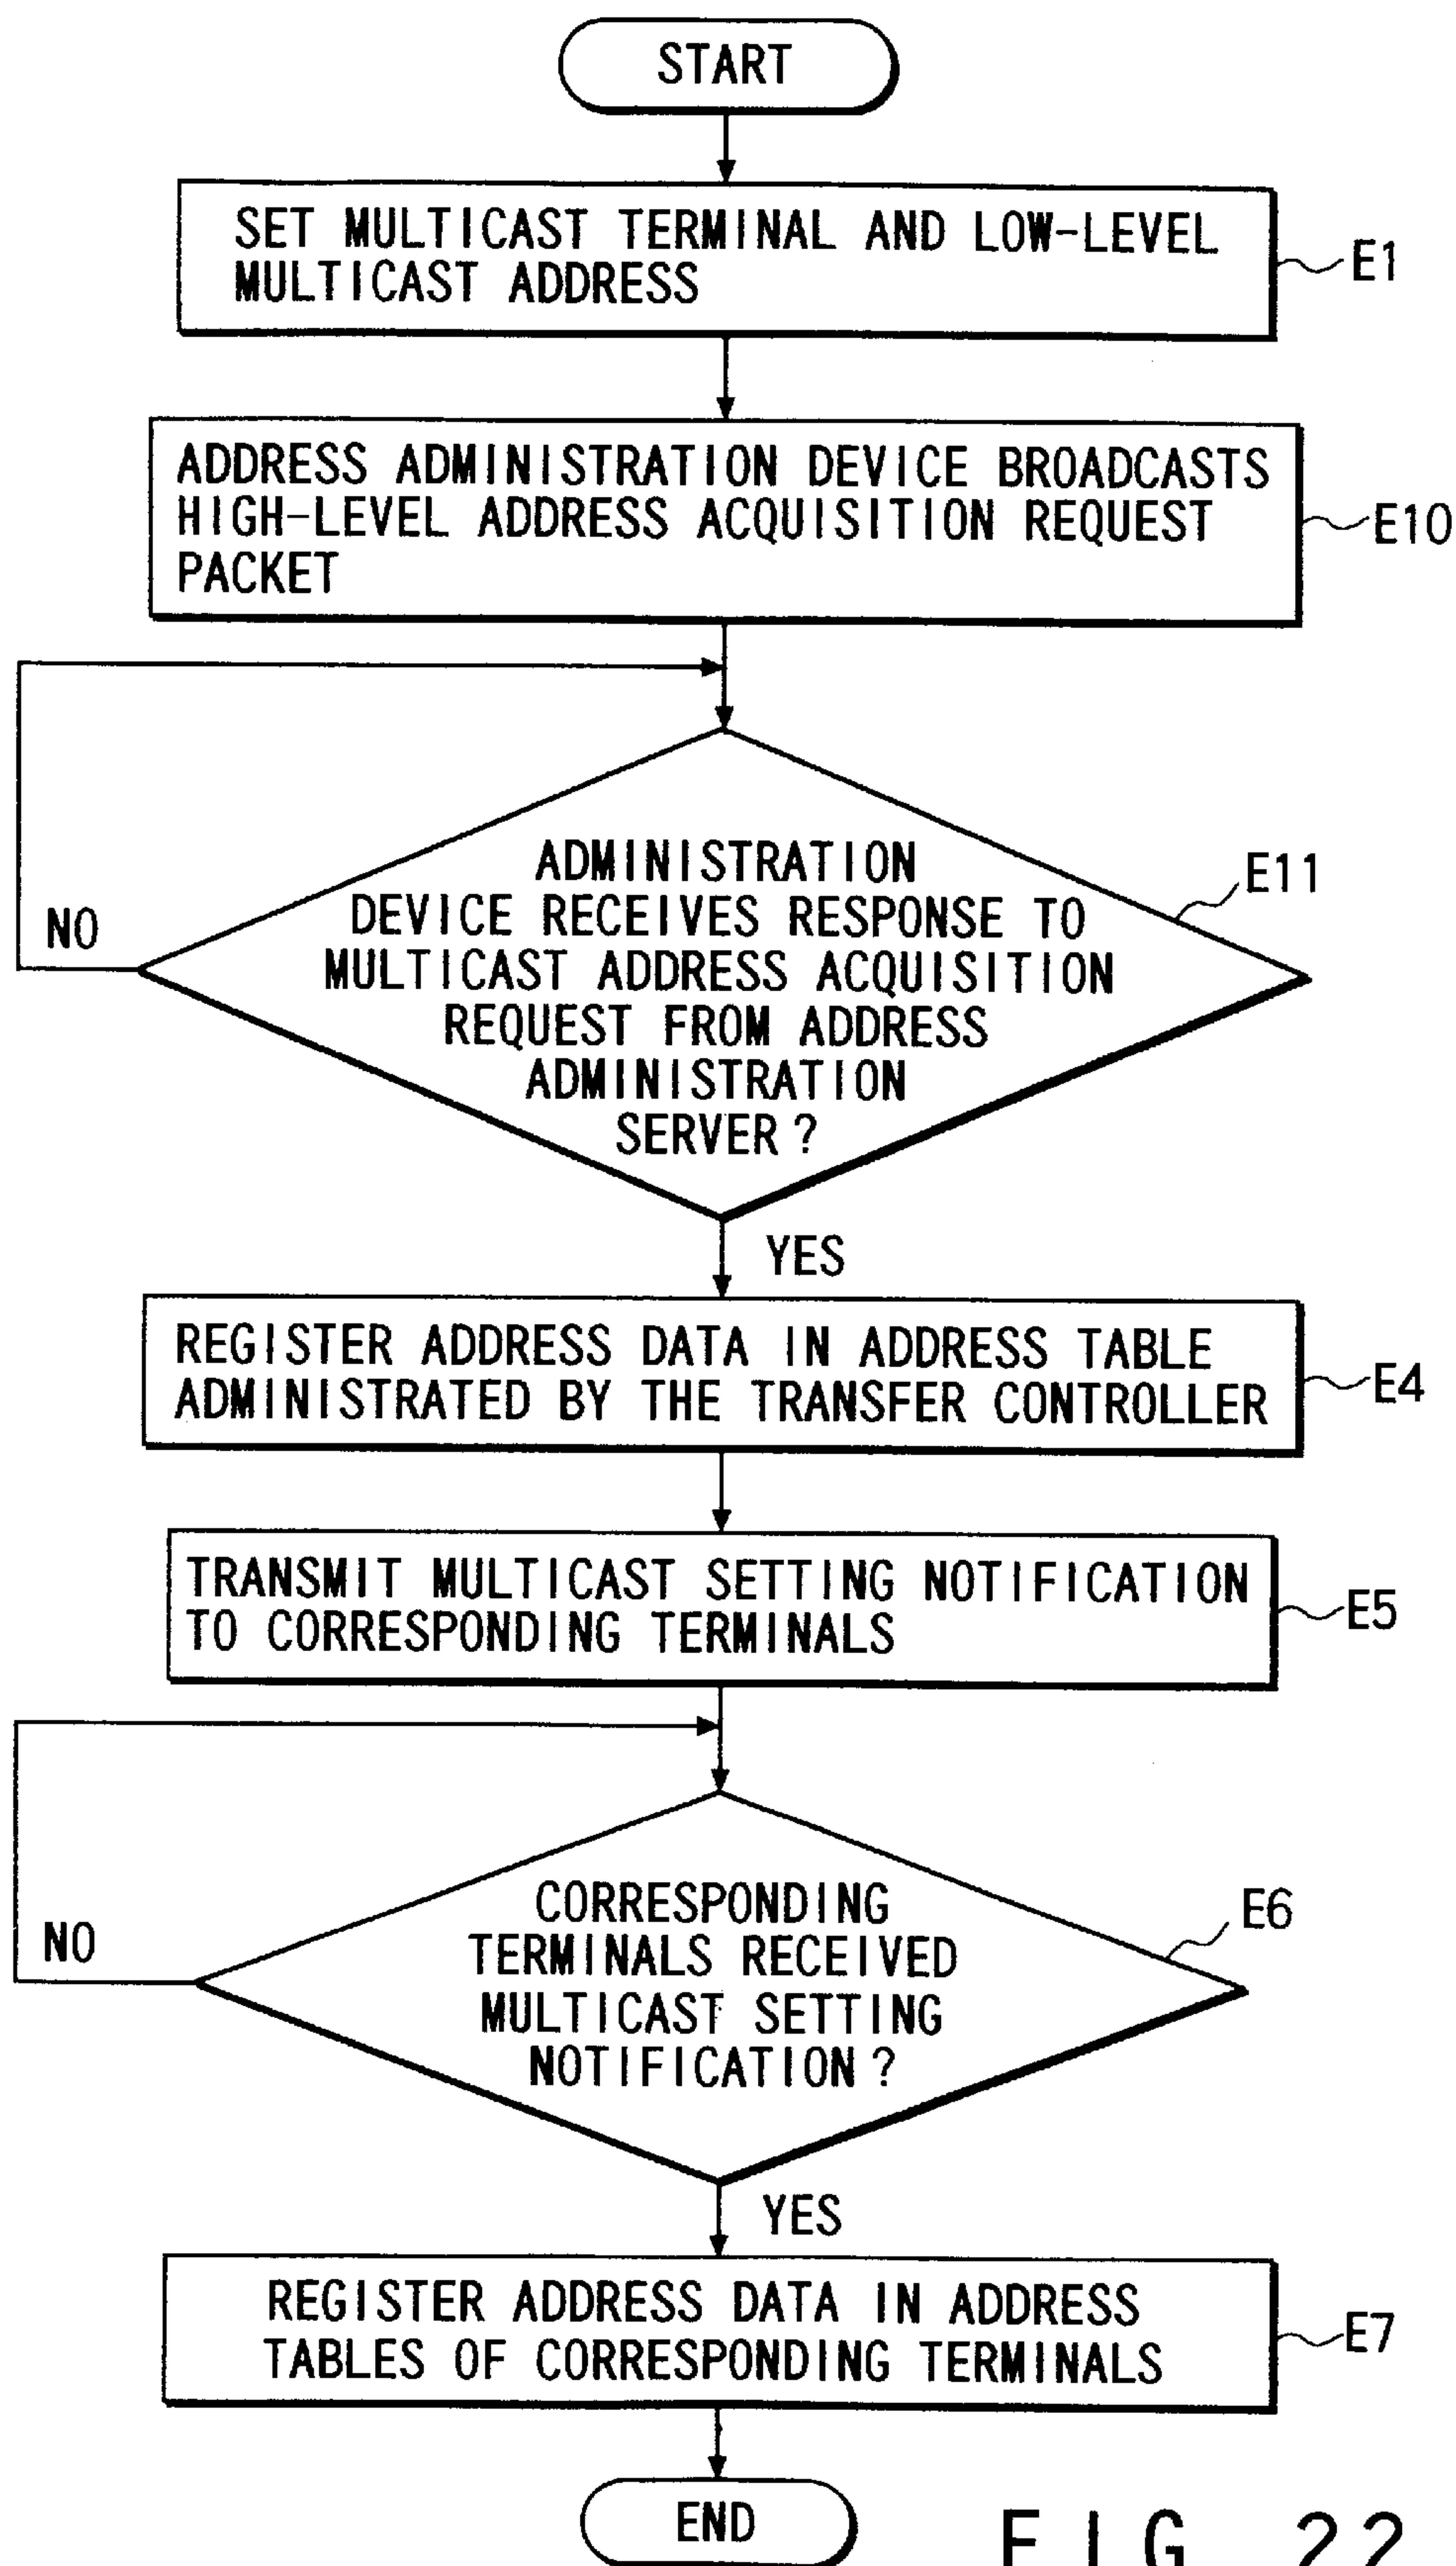 START
SET MULTICAST TERMINAL AND LOW-LEVEL
MULTICAST ADDRESS
E1
ADDRESS ADMINISTRATION DEVICE BROADCASTS
HIGH-LEVEL ADDRESS ACQUISITION REQUEST
PACKET
E10
ADMINISTRATION
DEVICE RECEIVES RESPONSE TO
MULTICAST ADDRESS ACQUISITION
REQUEST FROM ADDRESS
ADMINISTRATION
SERVER ?
E11
NO
YES
REGISTER ADDRESS DATA IN ADDRESS TABLE
ADMINISTRATED BY THE TRANSFER CONTROLLER
E4
TRANSMIT MULTICAST SETTING NOTIFICATION
TO CORRESPONDING TERMINALS
E5
CORRESPONDING
TERMINALS RECEIVED
MULTICAST SETTING
NOTIFICATION ?
E6
NO
YES
REGISTER ADDRESS DATA IN ADDRESS
TABLES OF CORRESPONDING TERMINALS
E7
END
FIG. 22